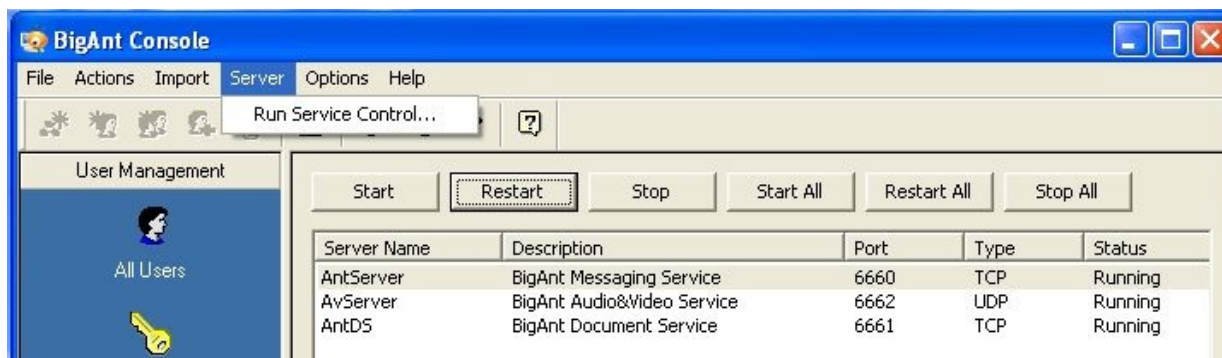 BigAnt Console
File Actions Import Server Options Help
Run Service Control...
User Management
Start Restart Stop Start All Restart All Stop All
Server Name Description Port Type Status
All Users
AntServer BigAnt Messaging Service 6660 TCP Running
AvServer BigAnt Audio&Video Service 6662 UDP Running
AntDS BigAnt Document Service 6661 TCP Running